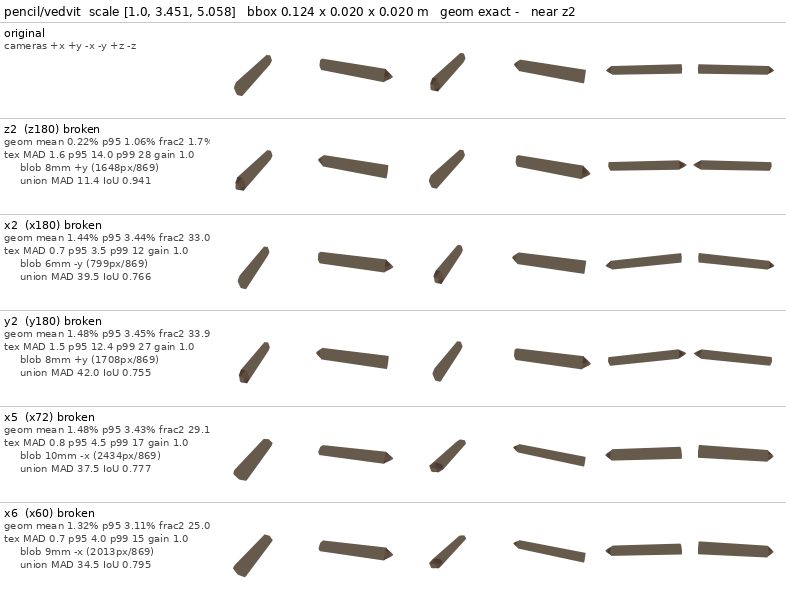 pencil/vedvit  scale [1.0, 3.451, 5.058]   bbox 0.124 x 0.020 x 0.020 m   geom exact -   near z2
original
cameras +x +y -x -y +z -z
z2  (z180) broken
geom mean 0.22% p95 1.06% frac2 1.7%
tex MAD 1.6 p95 14.0 p99 28 gain 1.0
blob 8mm +y (1648px/869)
union MAD 11.4 IoU 0.941
x2  (x180) broken
geom mean 1.44% p95 3.44% frac2 33.0
tex MAD 0.7 p95 3.5 p99 12 gain 1.0
blob 6mm -y (799px/869)
union MAD 39.5 IoU 0.766
y2  (y180) broken
geom mean 1.48% p95 3.45% frac2 33.9
tex MAD 1.5 p95 12.4 p99 27 gain 1.0
blob 8mm +y (1708px/869)
union MAD 42.0 IoU 0.755
x5  (x72) broken
geom mean 1.48% p95 3.43% frac2 29.1
tex MAD 0.8 p95 4.5 p99 17 gain 1.0
blob 10mm -x (2434px/869)
union MAD 37.5 IoU 0.777
x6  (x60) broken
geom mean 1.32% p95 3.11% frac2 25.0
tex MAD 0.7 p95 4.0 p99 15 gain 1.0
blob 9mm -x (2013px/869)
union MAD 34.5 IoU 0.795